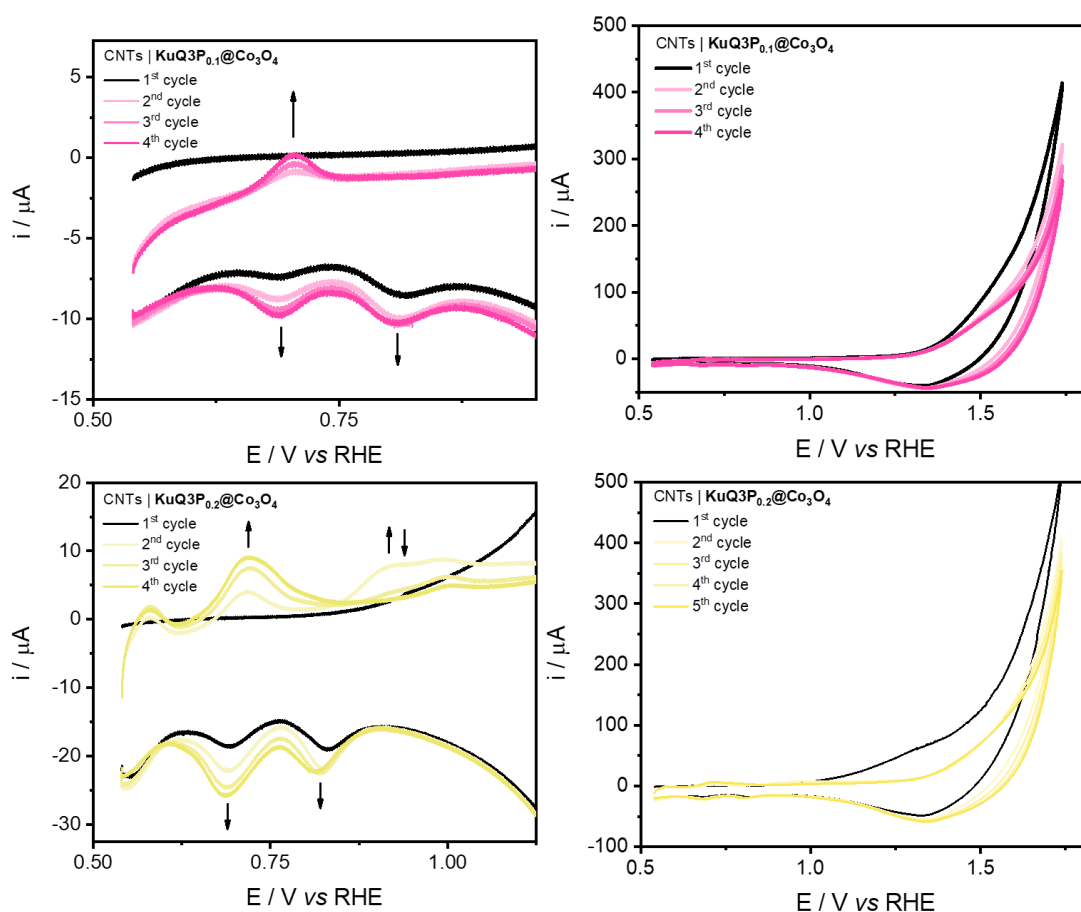 CNTs | KuQ3P0.1@Co3O4
1st cycle
2nd cycle
3rd cycle
4th cycle
5
0
-5
-10
-15
0.50
0.75
i / μA
E / V vs RHE
CNTs | KuQ3P0.1@Co3O4
1st cycle
2nd cycle
3rd cycle
4th cycle
500
400
300
200
100
0
0.5
1.0
1.5
i / μA
E / V vs RHE
CNTs | KuQ3P0.2@Co3O4
1st cycle
2nd cycle
3rd cycle
4th cycle
20
10
0
-10
-20
-30
0.50
0.75
1.00
i / μA
E / V vs RHE
CNTs | KuQ3P0.2@Co3O4
1st cycle
2nd cycle
3rd cycle
4th cycle
5th cycle
500
400
300
200
100
0
-100
0.5
1.0
1.5
i / μA
E / V vs RHE